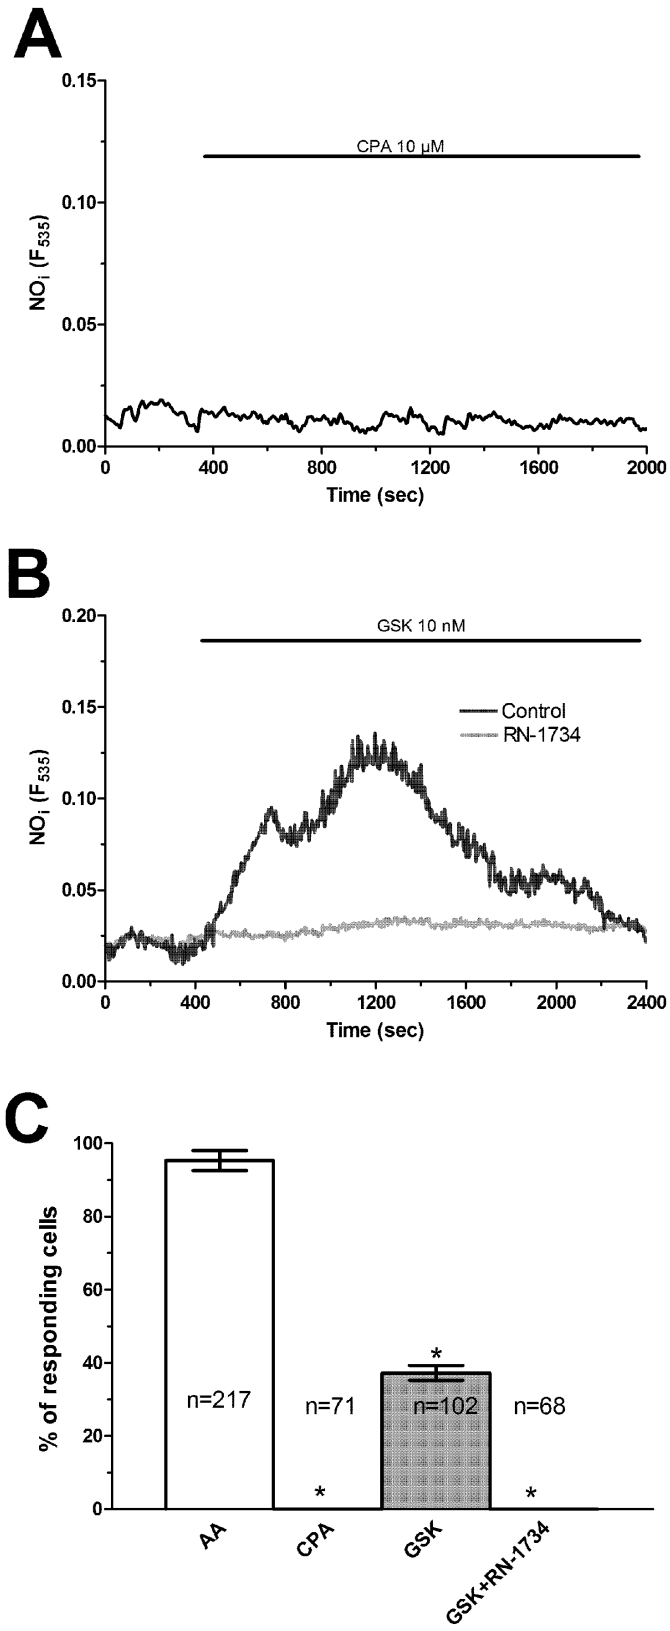 A
0.15
CPA 10 µM
0.10
NOi (F535)
0.05
0.00
0 400 800 1200 1600 2000
Time (sec)
B
0.20
GSK 10 nM
0.15
Control
RN-1734
0.10
NOi (F535)
0.05
0.00
0 400 800 1200 1600 2000 2400
Time (sec)
C
100
80
60
40
20
0
% of responding cells
*
n=217 n=71 n=102 n=68
* *
AA CPA GSK GSK+RN-1734